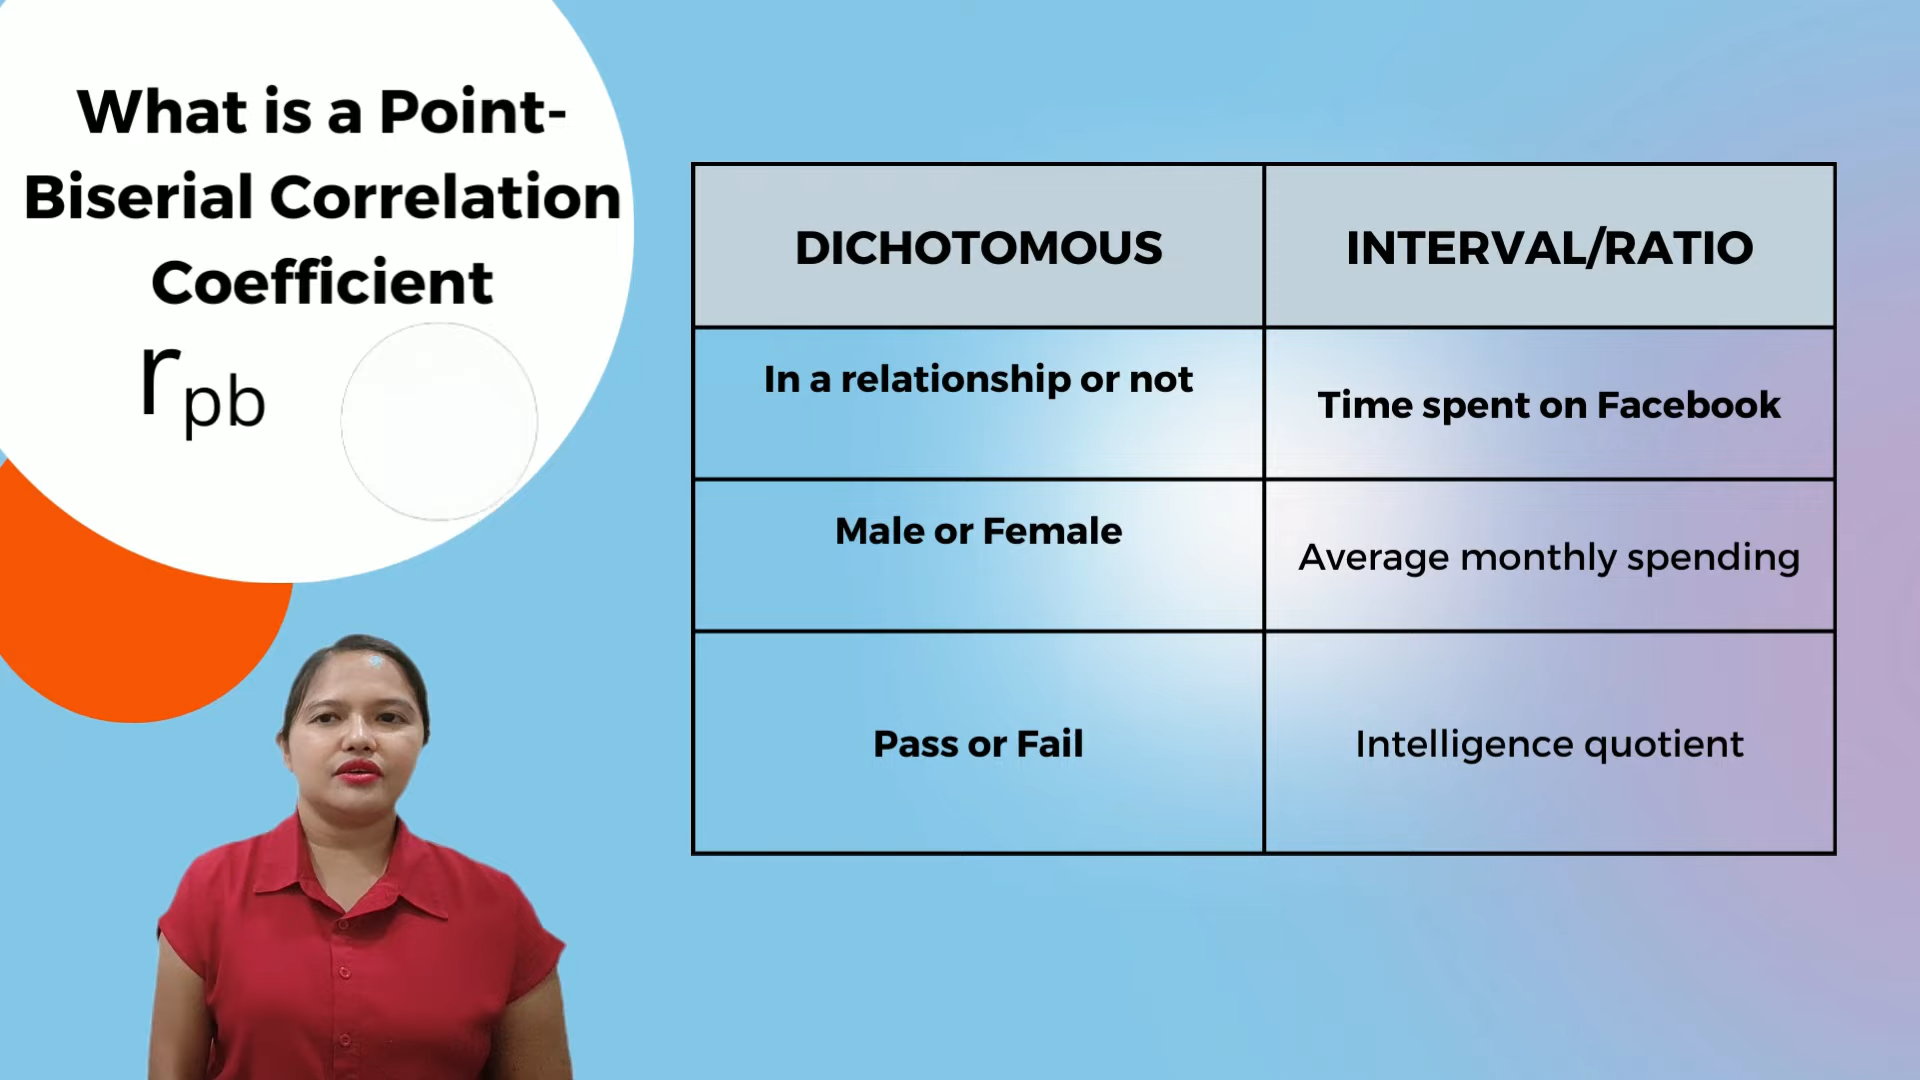 What is a Point-
Biserial Correlation
Coefficient
rpb
DICHOTOMOUS
INTERVAL/RATIO
In a relationship or not
Time spent on Facebook
Male or Female
Average monthly spending
Pass or Fail
Intelligence quotient